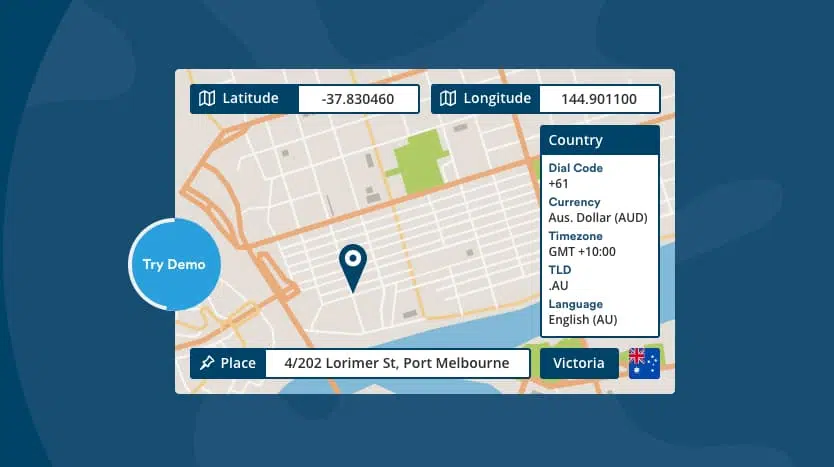 Latitude
-37.830460
Longitude
144.901100
Country
Dial Code
+61
Currency
Aus. Dollar (AUD)
Timezone
GMT +10:00
TLD
.AU
Language
English (AU)
Try Demo
Place
4/202 Lorimer St, Port Melbourne
Victoria